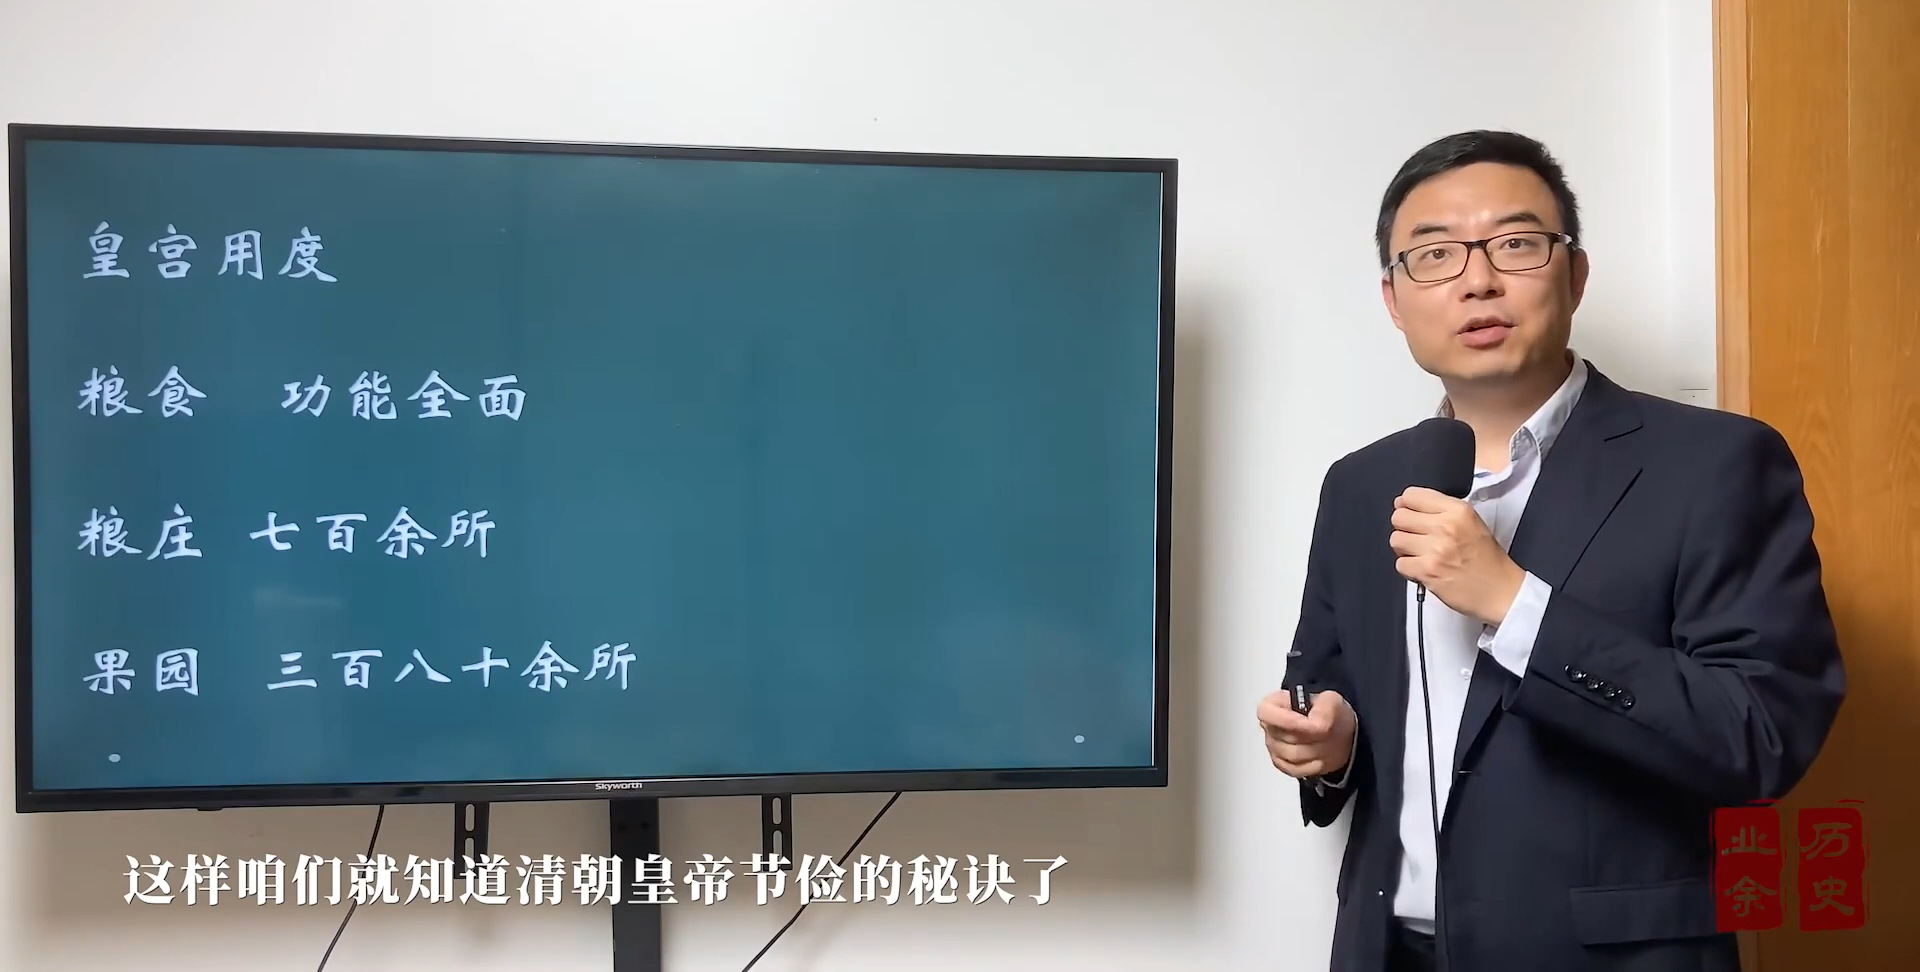 皇宫用度
粮食 功能全面
粮庄 七百余所
果园 三百八十余所
Skyworth
这样咱们就知道清朝皇帝节俭的秘诀了
业余
历史